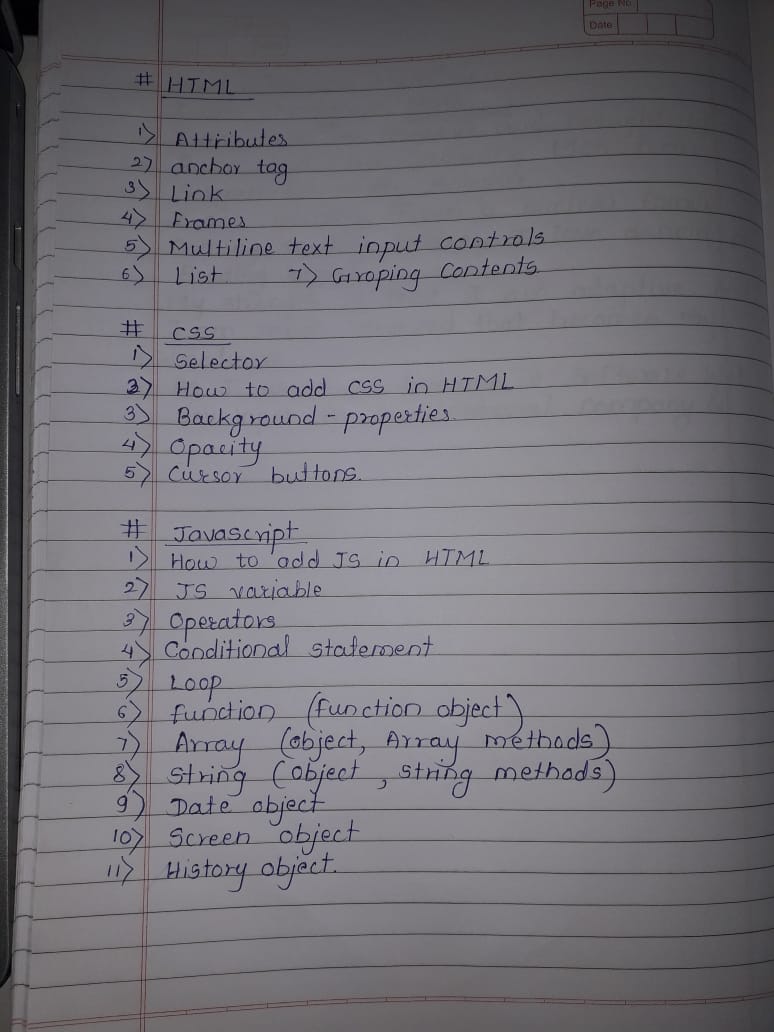 Page No
Date
# HTML
1) Attributes
2) anchor tag
3) Link
4) Frames
5) Multiline text input controls
6) List 7) Groping Contents
# CSS
1) Selector
2) How to add CSS in HTML
3) Background - properties
4) Opacity
5) Cursor buttons.
# Javascript
1) How to add JS in HTML
2) JS variable
3) Operators
4) Conditional statement
5) Loop
6) function (function object)
7) Array (object, Array methods)
8) String (object, string methods)
9) Date object
10) Screen object
11) History object.